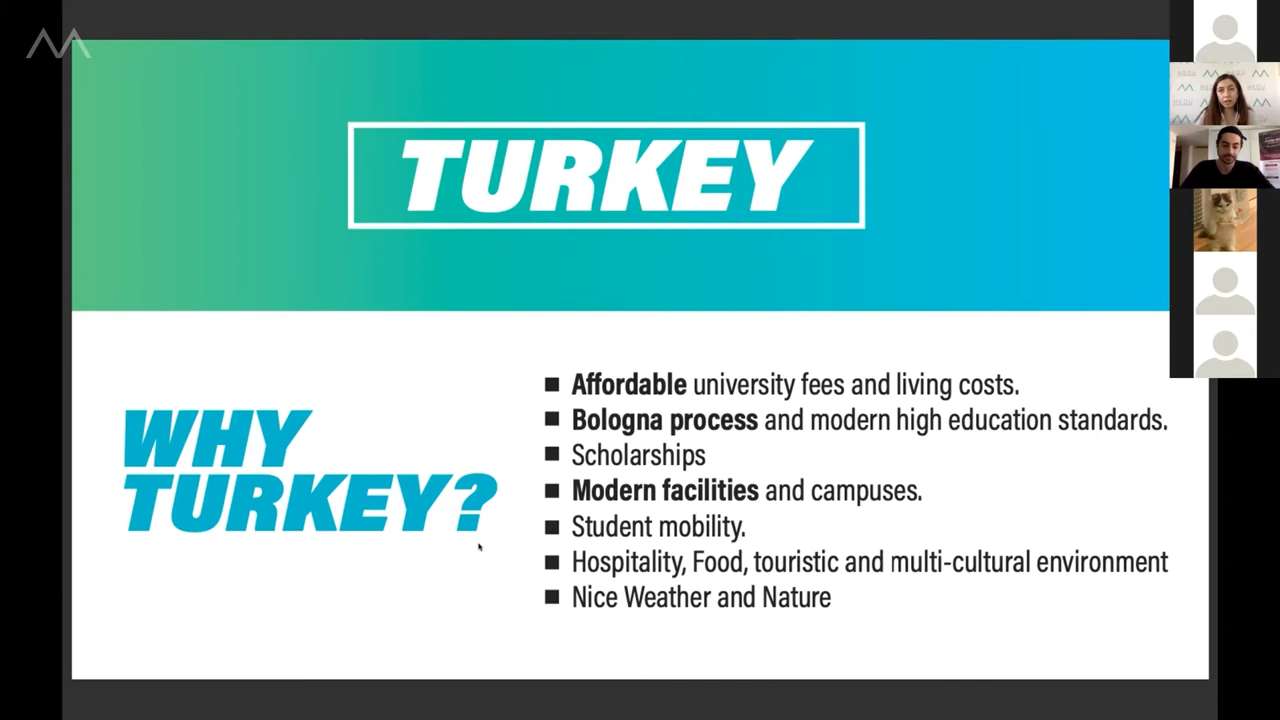 TURKEY
WHY
TURKEY?
Affordable university fees and living costs.
Bologna process and modern high education standards.
Scholarships
Modern facilities and campuses.
Student mobility.
Hospitality, Food, touristic and multi-cultural environment
Nice Weather and Nature